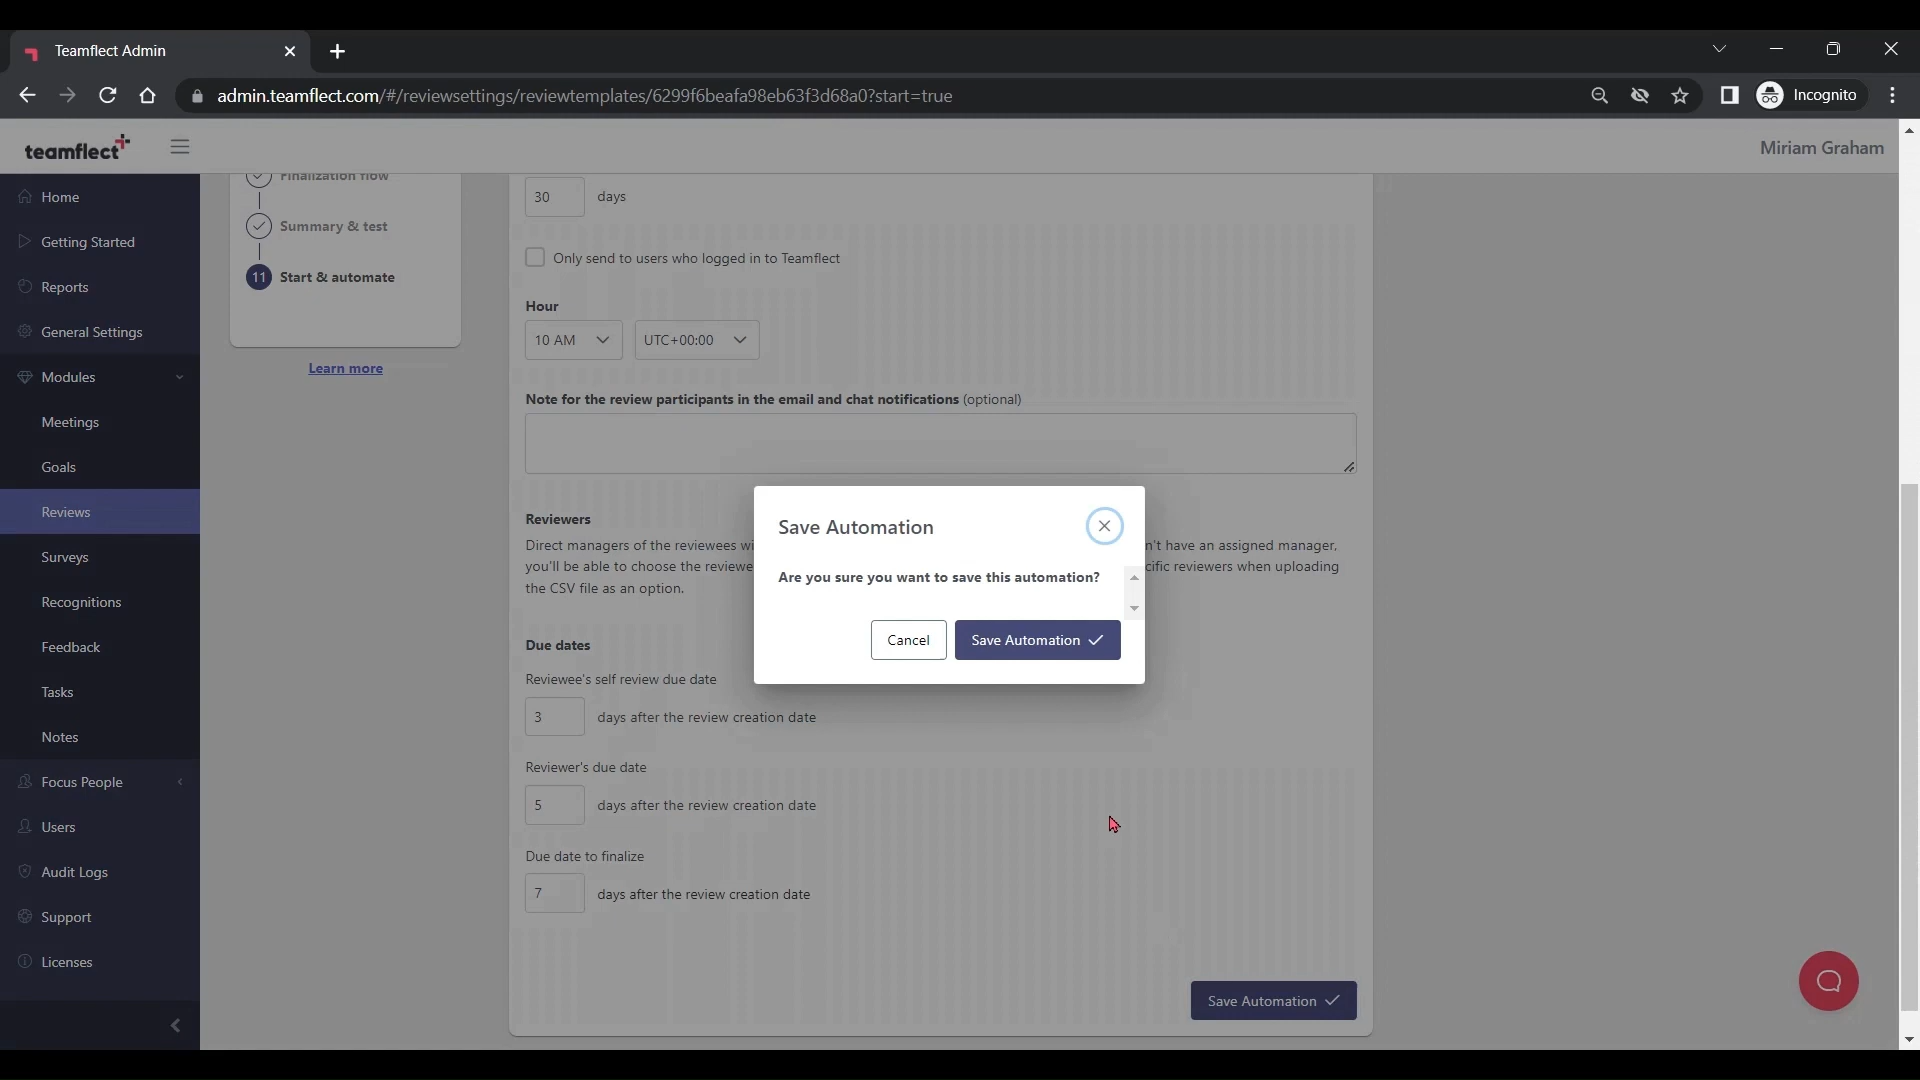 Teamflect Admin
admin.teamflect.com/#/reviewsettings/reviewtemplates/6299f6beafa98eb63f3d68a0?start=true
Incognito
teamflect
Miriam Graham
Home
Getting Started
Reports
General Settings
Modules
Meetings
Goals
Reviews
Surveys
Recognitions
Feedback
Tasks
Notes
Focus People
Users
Audit Logs
Support
Licenses
Finalization flow
Summary & test
11 Start & automate
Learn more
30 days
Only send to users who logged in to Teamflect
Hour
10 AM UTC+00:00
Note for the review participants in the email and chat notifications (optional)
Reviewers
Direct managers of the reviewees wi
n't have an assigned manager,
you'll be able to choose the reviewe
cific reviewers when uploading
the CSV file as an option.
Due dates
Reviewee's self review due date
3 days after the review creation date
Reviewer's due date
5 days after the review creation date
Due date to finalize
7 days after the review creation date
Save Automation
Save Automation
Are you sure you want to save this automation?
Cancel Save Automation